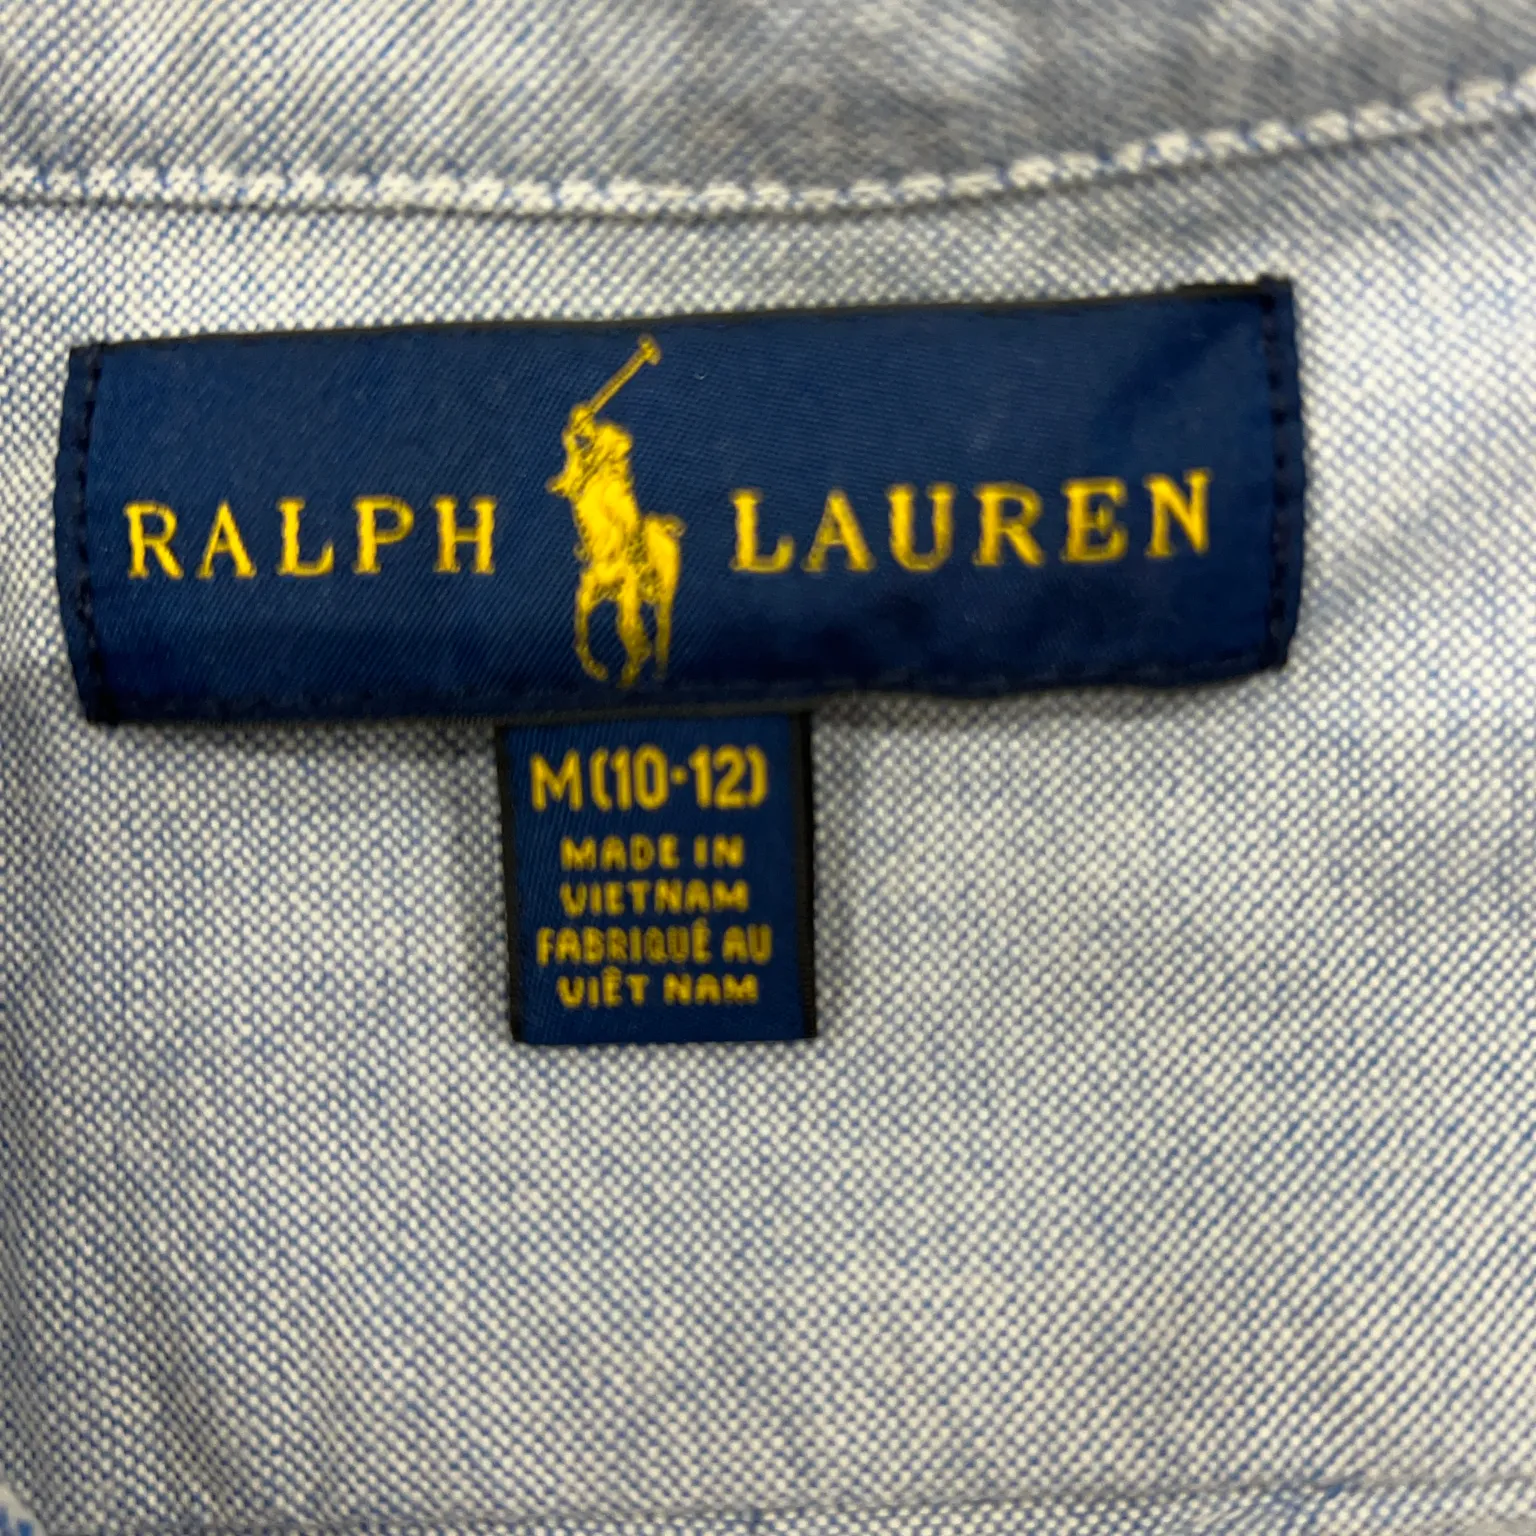 RALPH LAUREN
M(10-12)
MADE IN
VIETNAM
FABRIQUÉ AU
VIÊT NAM